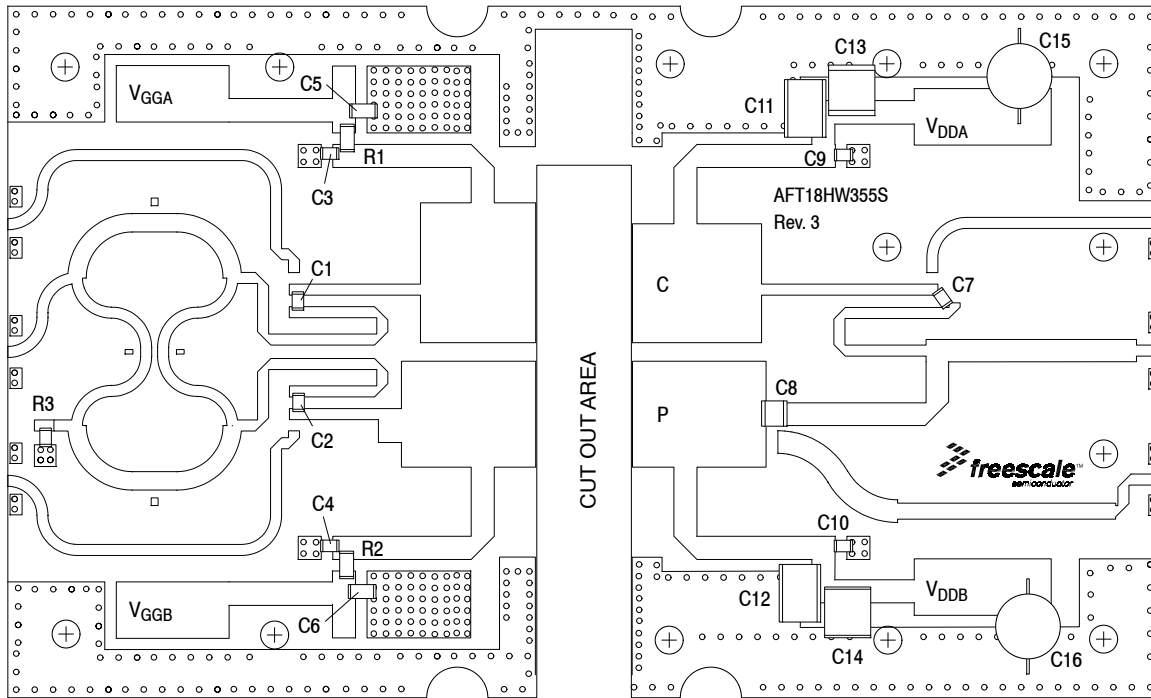 C13
C15
C5
VGGA
C11
VDDA
R1
C9
C3
AFT18HW355S
Rev. 3
C1
C
C7
CUT OUT AREA
C8
R3
P
C2
freescale™
semiconductor
C4
C10
R2
VGGB
C12
VDDB
C6
C14
C16